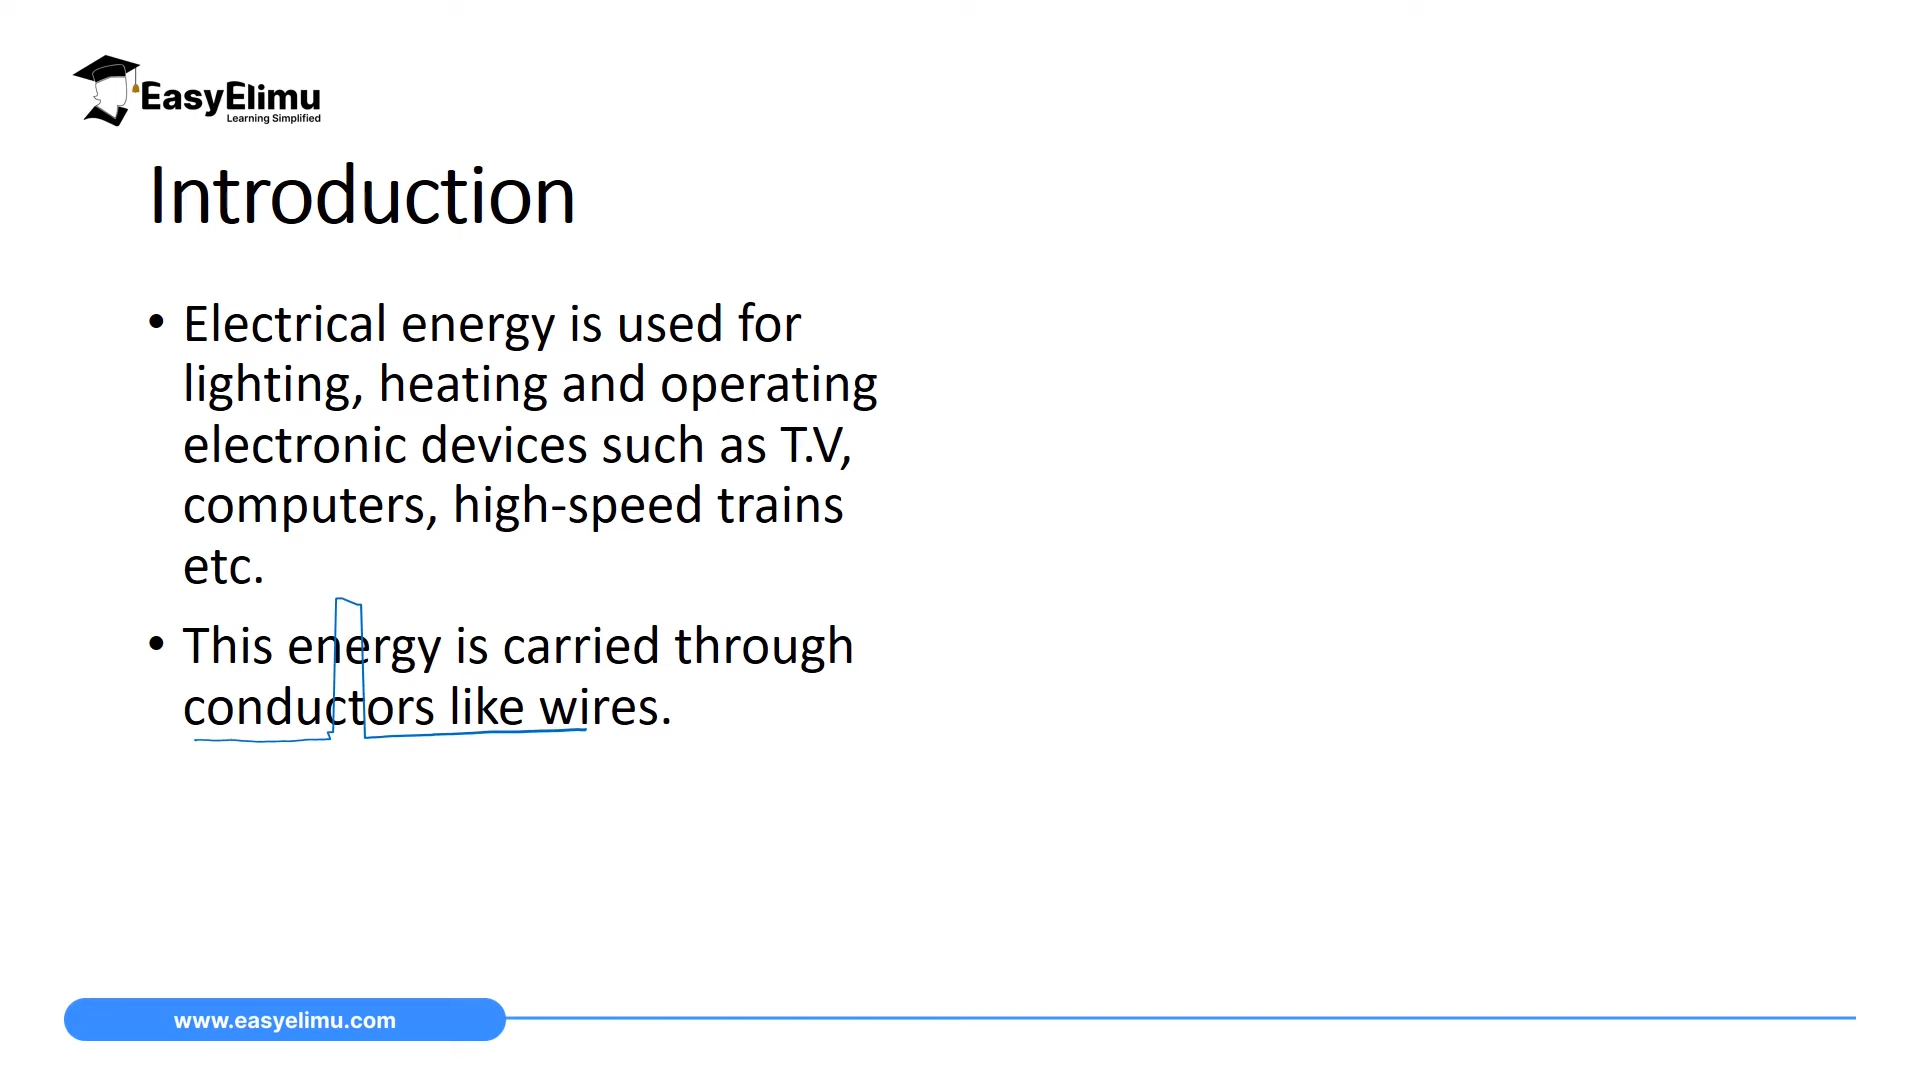 EasyElimu
Learning Simplified
Introduction
• Electrical energy is used for
lighting, heating and operating
electronic devices such as T.V,
computers, high-speed trains
etc.
• This energy is carried through
conductors like wires.
www.easyelimu.com